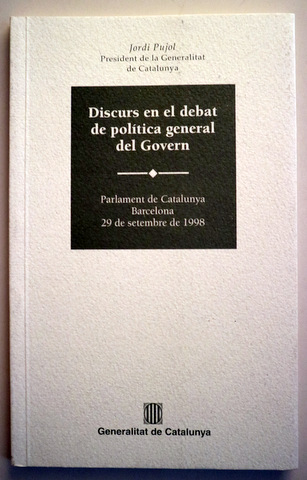 Jordi Pujol
President de la Generalitat
de Catalunya
Discurs en el debat
de política general
del Govern
Parlament de Catalunya
Barcelona
29 de setembre de 1998
Generalitat de Catalunya